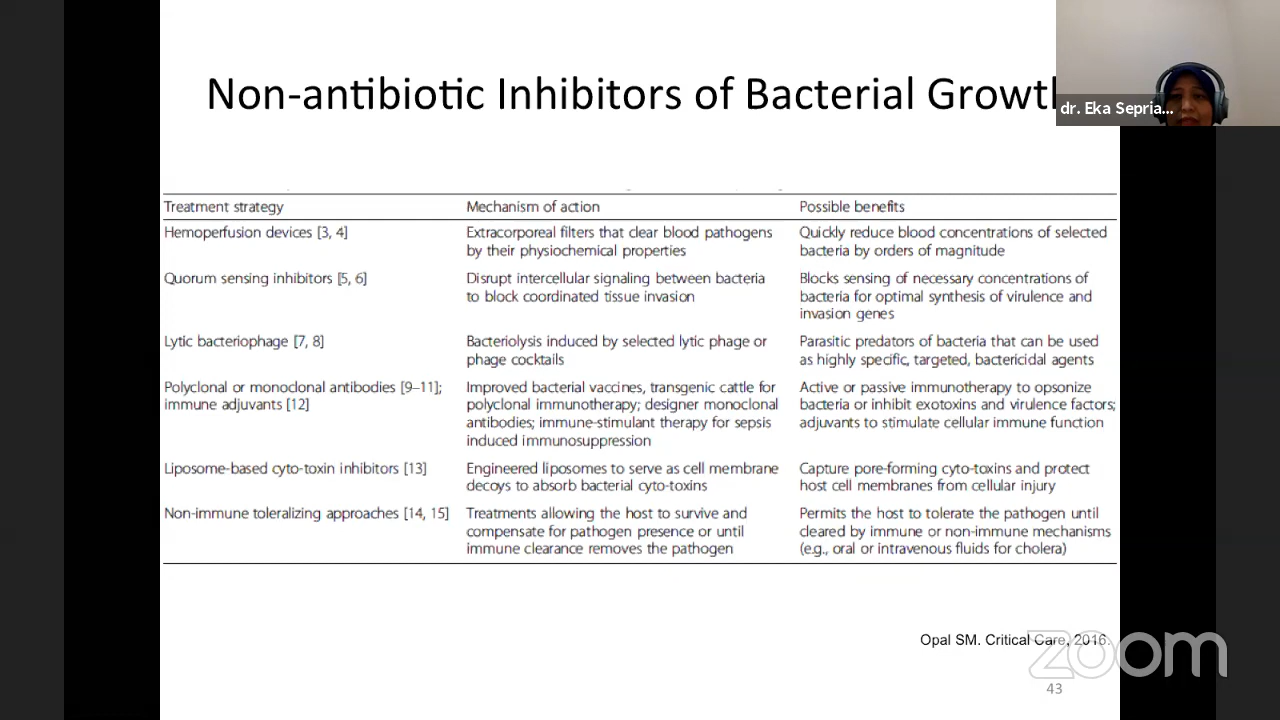 Non-antibiotic Inhibitors of Bacterial Growth
dr. Eka Sepria...
Treatment strategy
Mechanism of action
Possible benefits
Hemoperfusion devices [3, 4]
Extracorporeal filters that clear blood pathogens
by their physiochemical properties
Quickly reduce blood concentrations of selected
bacteria by orders of magnitude
Quorum sensing inhibitors [5, 6]
Disrupt intercellular signaling between bacteria
to block coordinated tissue invasion
Blocks sensing of necessary concentrations of
bacteria for optimal synthesis of virulence and
invasion genes
Lytic bacteriophage [7, 8]
Bacteriolysis induced by selected lytic phage or
phage cocktails
Parasitic predators of bacteria that can be used
as highly specific, targeted, bactericidal agents
Polyclonal or monoclonal antibodies [9–11];
immune adjuvants [12]
Improved bacterial vaccines, transgenic cattle for
polyclonal immunotherapy; designer monoclonal
antibodies; immune-stimulant therapy for sepsis
induced immunosuppression
Active or passive immunotherapy to opsonize
bacteria or inhibit exotoxins and virulence factors;
adjuvants to stimulate cellular immune function
Liposome-based cyto-toxin inhibitors [13]
Engineered liposomes to serve as cell membrane
decoys to absorb bacterial cyto-toxins
Capture pore-forming cyto-toxins and protect
host cell membranes from cellular injury
Non-immune toleralizing approaches [14, 15]
Treatments allowing the host to survive and
compensate for pathogen presence or until
immune clearance removes the pathogen
Permits the host to tolerate the pathogen until
cleared by immune or non-immune mechanisms
(e.g., oral or intravenous fluids for cholera)
Opal SM. Critical Care, 2016.
zoom
43